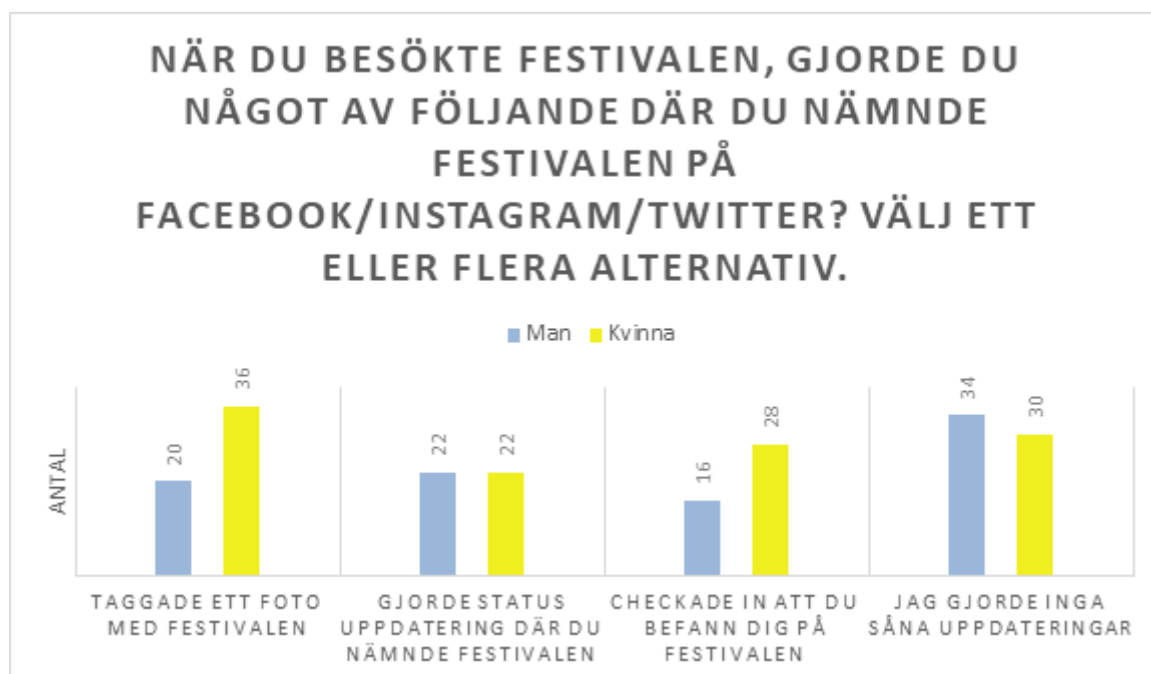 NÄR DU BESÖKTE FESTIVALEN, GJORDE DU
NÅGOT AV FÖLJANDE DÄR DU NÄMNDE
FESTIVALEN PÅ
FACEBOOK/INSTAGRAM/TWITTER? VÄLJ ETT
ELLER FLERA ALTERNATIV.
Man Kvinna
ANTAL
20
36
22
22
16
28
34
30
TAGGADE ETT FOTO
MED FESTIVALEN
GJORDE STATUS
UPPDATERING DÄR DU
NÄMNDE FESTIVALEN
CHECKADE IN ATT DU
BEFANN DIG PÅ
FESTIVALEN
JAG GJORDE INGA
SÅNA UPPDATERINGAR